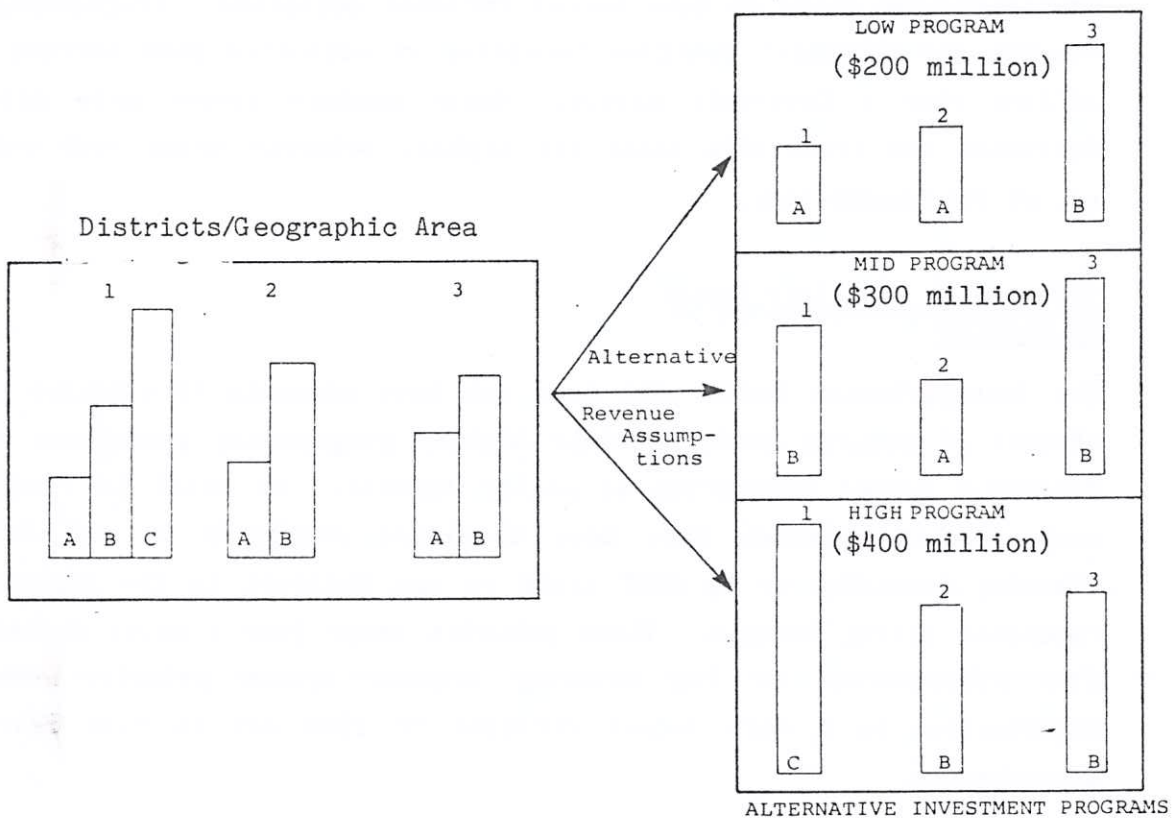 Districts/Geographic Area
1 2 3
A B C A B A B
Alternative
Revenue
Assump-
tions
LOW PROGRAM
($200 million)
1 2 3
A A B
MID PROGRAM
($300 million)
1 2 3
B A B
HIGH PROGRAM
($400 million)
1 2 3
C B B
ALTERNATIVE INVESTMENT PROGRAMS